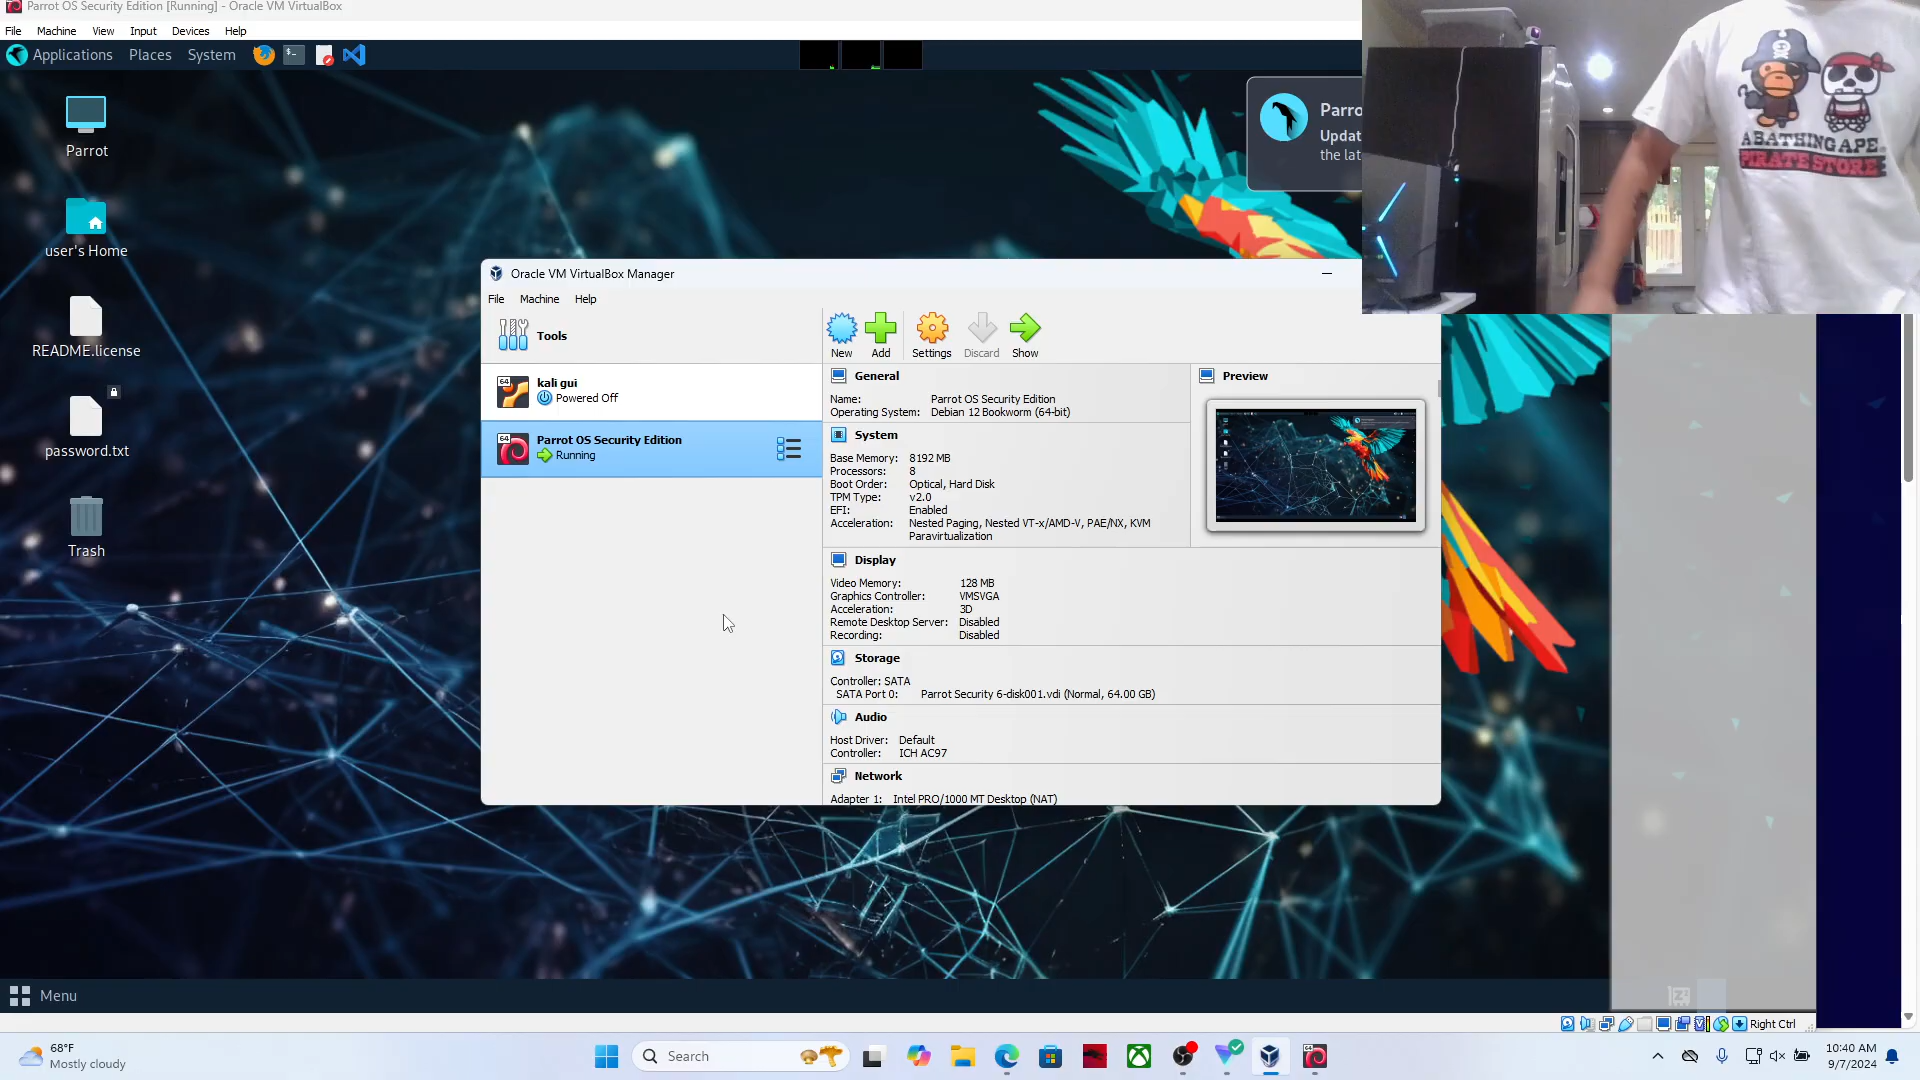 Parrot OS Security Edition [Running] - Oracle VM VirtualBox
File Machine View Input Devices Help
Applications Places System
Parrot
user's Home
README.license
password.txt
Trash
Parro
Updat
the lat
A BATHING APE
PIRATE STORE
Oracle VM VirtualBox Manager
File Machine Help
Tools
New Add Settings Discard Show
64
kali gui
Powered Off
64
Parrot OS Security Edition
Running
General
Name: Parrot OS Security Edition
Operating System: Debian 12 Bookworm (64-bit)
System
Base Memory: 8192 MB
Processors: 8
Boot Order: Optical, Hard Disk
TPM Type: v2.0
EFI: Enabled
Acceleration: Nested Paging, Nested VT-x/AMD-V, PAE/NX, KVM
Paravirtualization
Preview
Display
Video Memory: 128 MB
Graphics Controller: VMSVGA
Acceleration: 3D
Remote Desktop Server: Disabled
Recording: Disabled
Storage
Controller: SATA
SATA Port 0: Parrot Security 6-disk001.vdi (Normal, 64.00 GB)
Audio
Host Driver: Default
Controller: ICH AC97
Network
Adapter 1: Intel PRO/1000 MT Desktop (NAT)
Menu
Right Ctrl
68°F
Mostly cloudy
Search
10:40 AM
9/7/2024